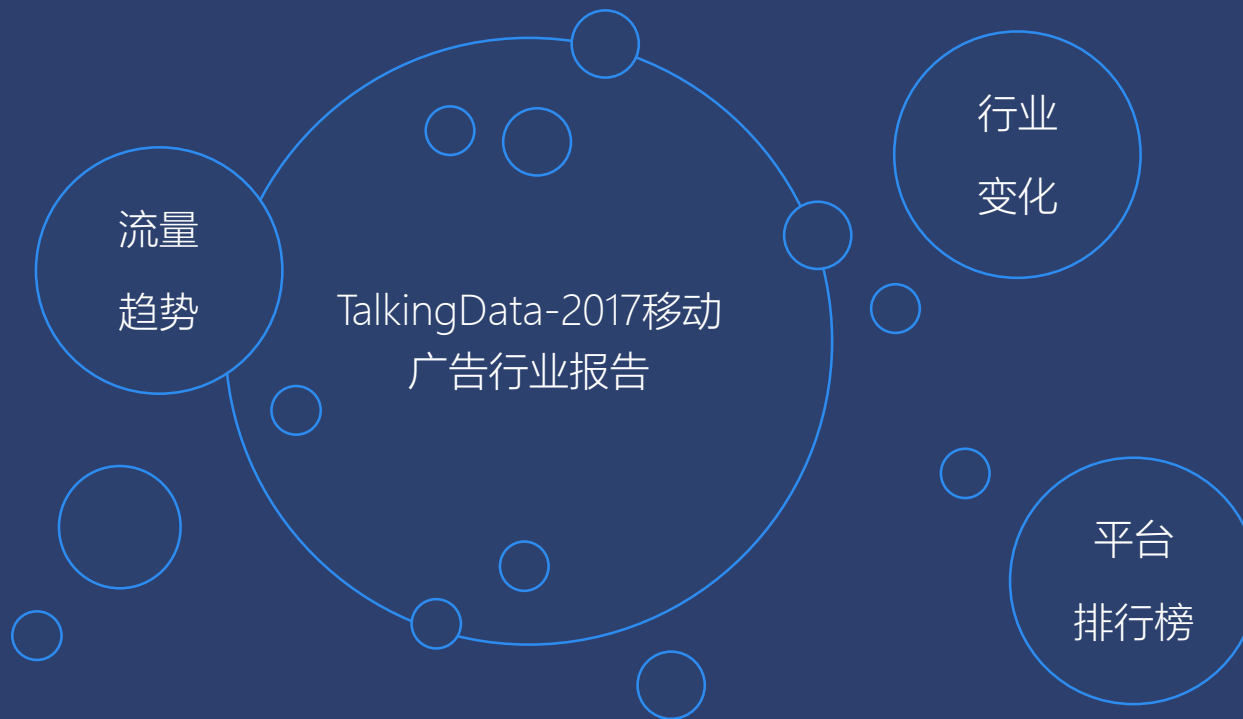 流量
趋势
TalkingData-2017移动
广告行业报告
行业
变化
平台
排行榜